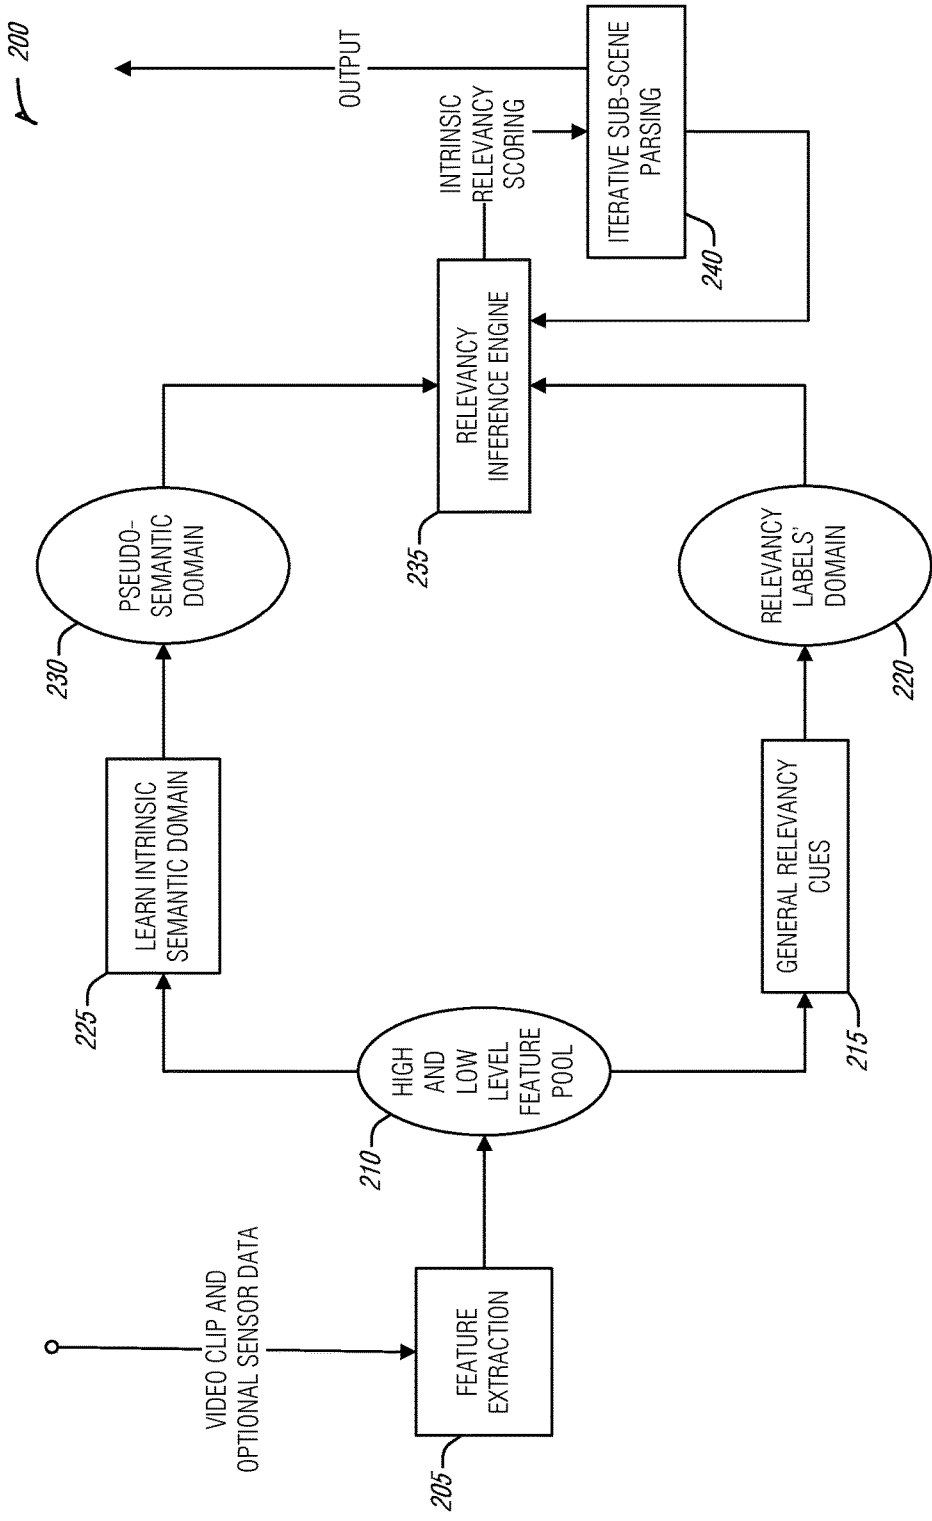 200
VIDEO CLIP AND
OPTIONAL SENSOR DATA
FEATURE
EXTRACTION
205
HIGH
AND
LOW
LEVEL
FEATURE
POOL
210
LEARN INTRINSIC
SEMANTIC DOMAIN
225
PSEUDO-
SEMANTIC
DOMAIN
230
GENERAL RELEVANCY
CUES
215
RELEVANCY
LABELS'
DOMAIN
220
RELEVANCY
INFERENCE ENGINE
235
INTRINSIC
RELEVANCY
SCORING
ITERATIVE SUB-SCENE
PARSING
240
OUTPUT